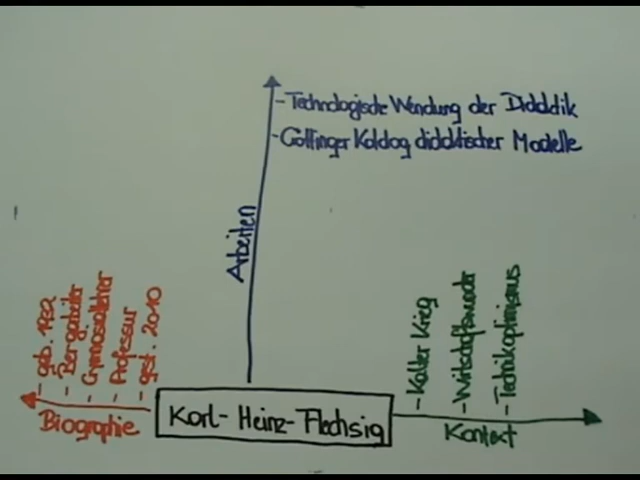 - Technologische Wendung der Didaktik
- Göttinger Katalog didaktischer Modelle
Arbeiten
- geb. 1932
- Bergarbeiter
- Gymnasiallehrer
- Professur
- gest. 2010
Biographie
Karl-Heinz-Flechsig
- Kalter Krieg
- Wirtschaftswunder
- Technikoptimismus
Kontext